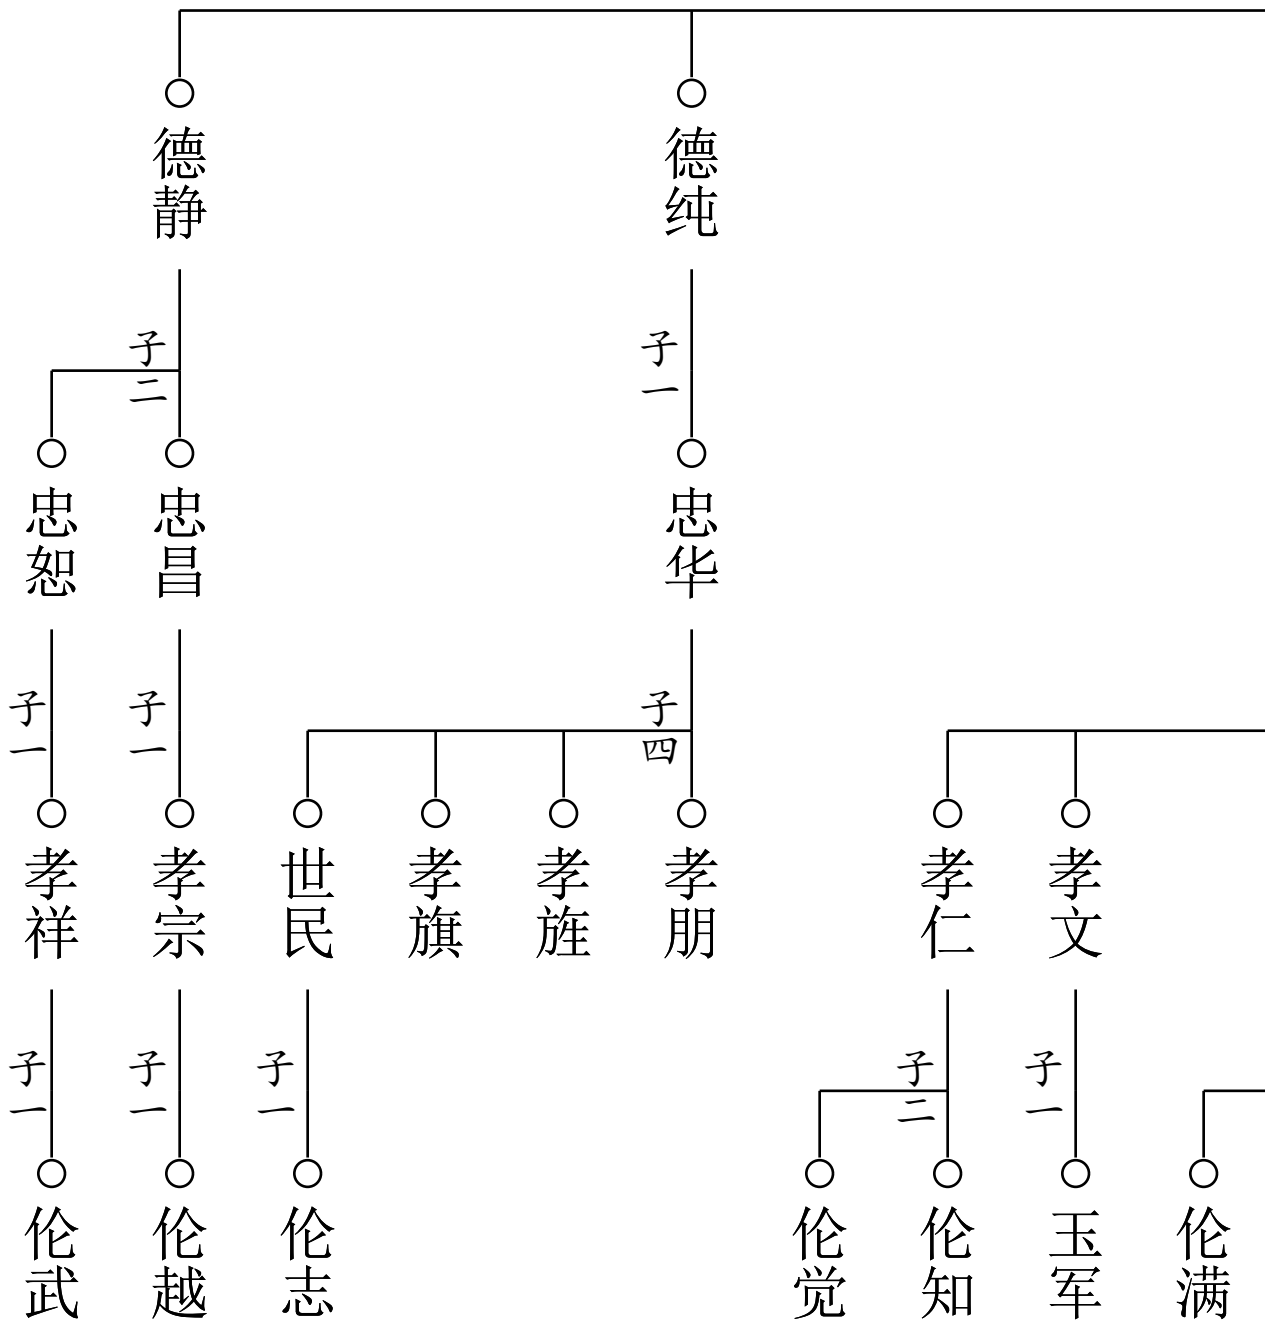 德静
德纯
子二
子一
忠恕
忠昌
忠华
子一
子一
子四
孝祥
孝宗
世民
孝旗
孝旌
孝朋
孝仁
孝文
子一
子一
子一
子二
子一
伦武
伦越
伦志
伦觉
伦知
玉军
伦满